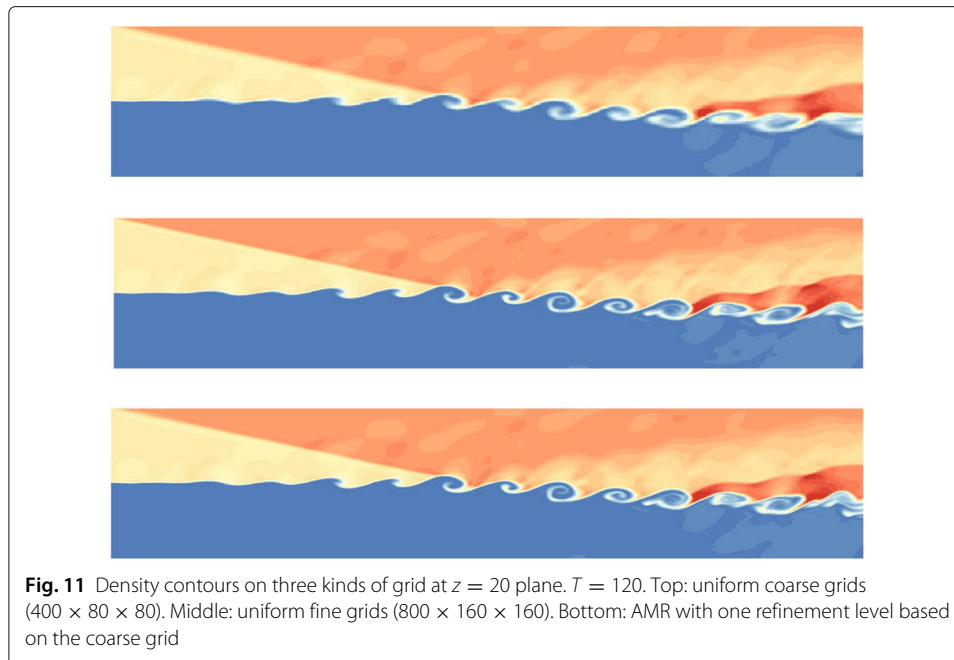 Fig. 11 Density contours on three kinds of grid at z = 20 plane. T = 120. Top: uniform coarse grids
(400 × 80 × 80). Middle: uniform fine grids (800 × 160 × 160). Bottom: AMR with one refinement level based
on the coarse grid